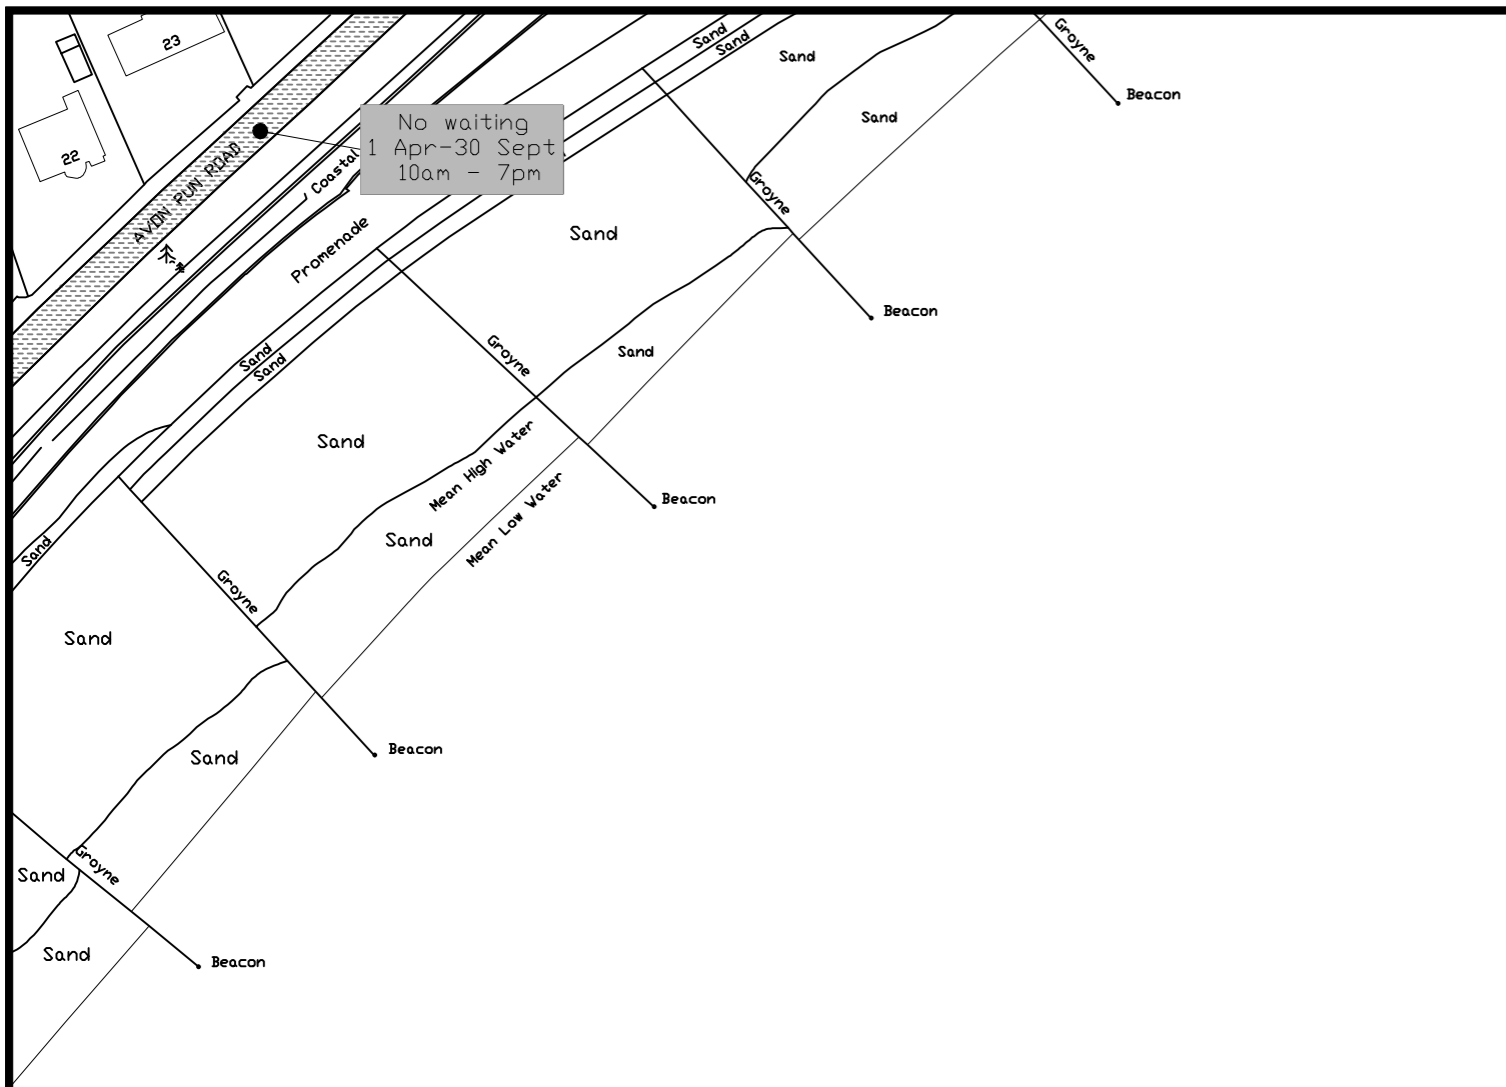 23
22
AVON RUN ROAD
No waiting
1 Apr-30 Sept
10am - 7pm
Coastal
Promenade
Sand
Sand
Sand
Sand
Groyne
Beacon
Groyne
Beacon
Sand
Sand
Groyne
Beacon
Sand
Sand
Sand
Mean High Water
Mean Low Water
Sand
Sand
Groyne
Beacon
Sand
Sand
Groyne
Beacon
Sand
Sand